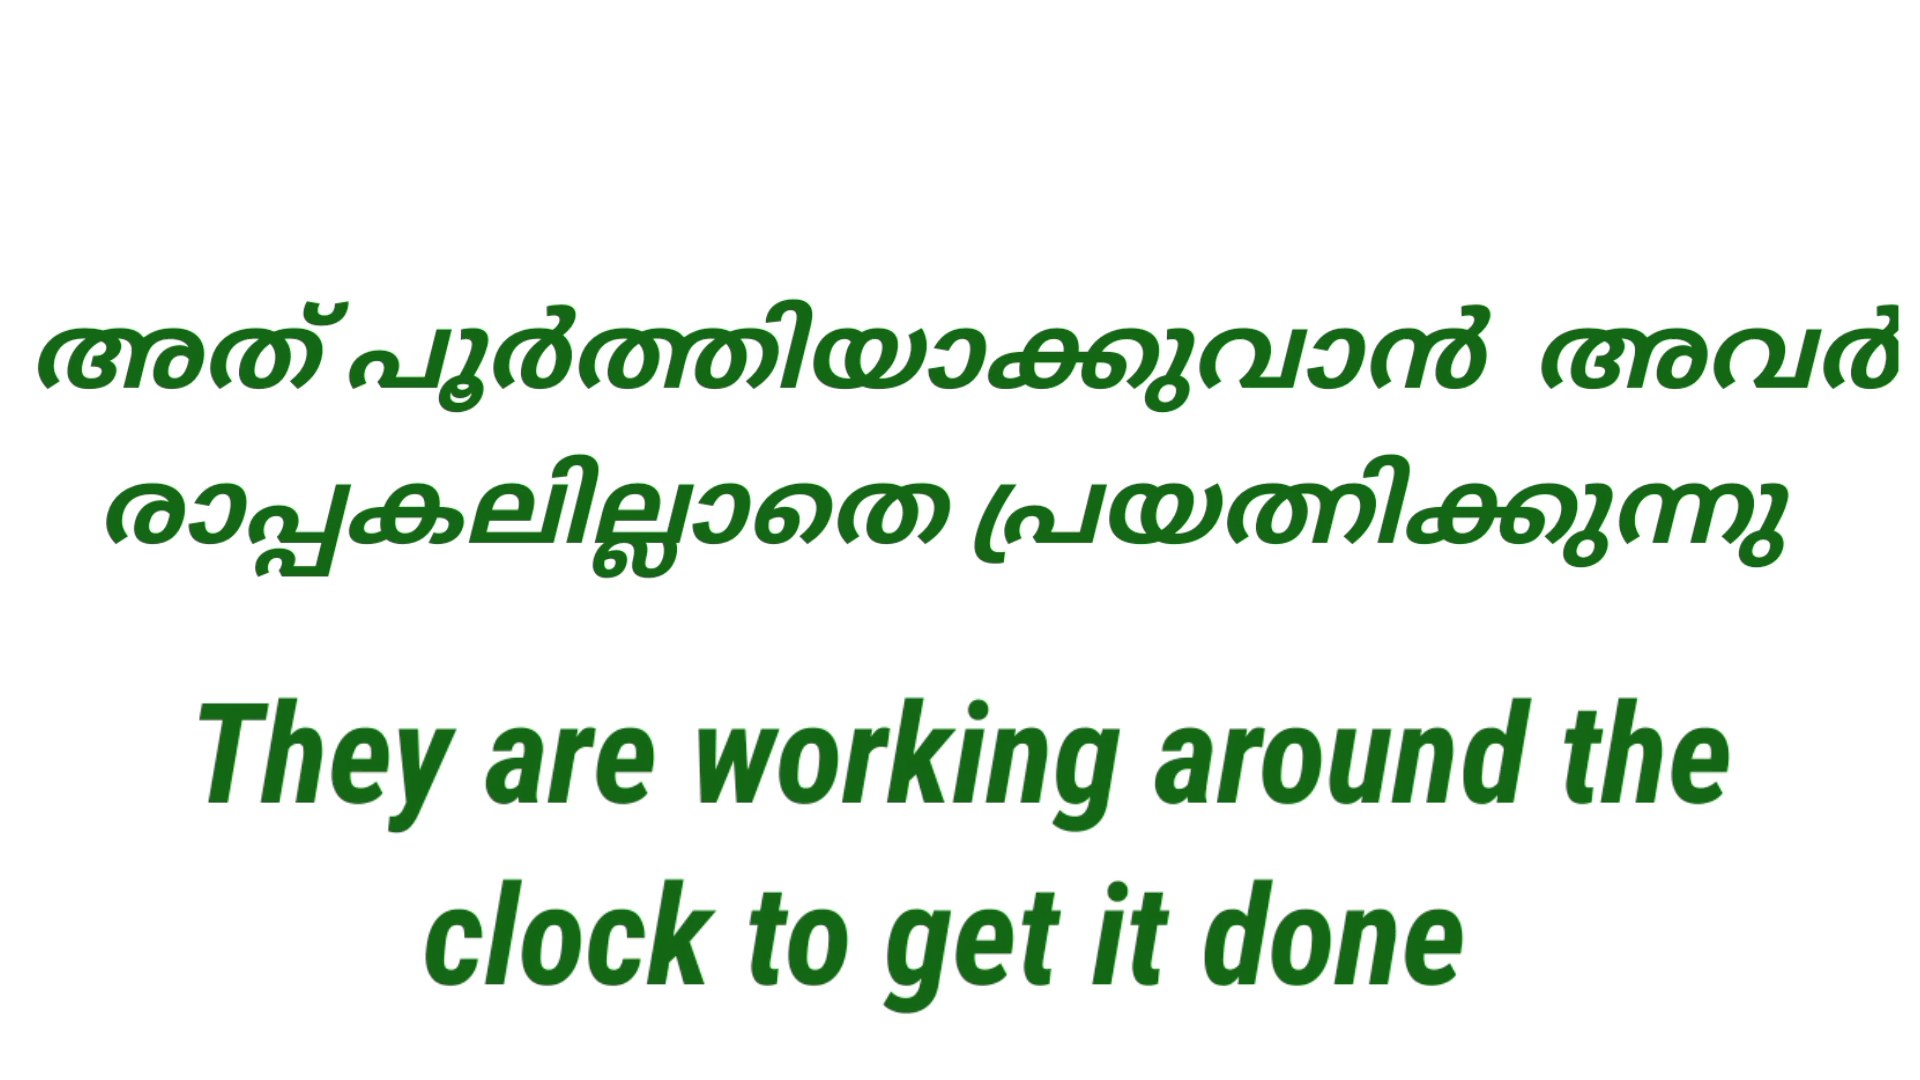 അത് പൂർത്തിയാക്കുവാൻ അവർ
രാപ്പകലില്ലാതെ പ്രയത്നിക്കുന്നു
They are working around the
clock to get it done